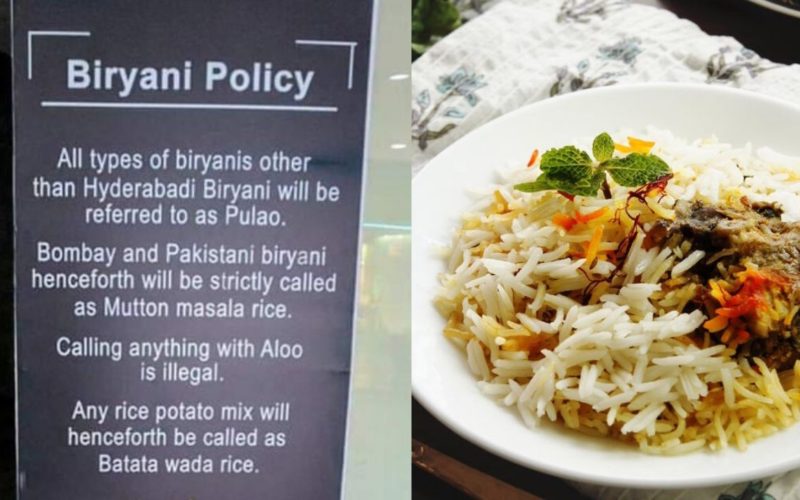 Biryani Policy
All types of biryanis other
than Hyderabadi Biryani will be
referred to as Pulao.
Bombay and Pakistani biryani
henceforth will be strictly called
as Mutton masala rice.
Calling anything with Aloo
is illegal.
Any rice potato mix will
henceforth be called as
Batata wada rice.